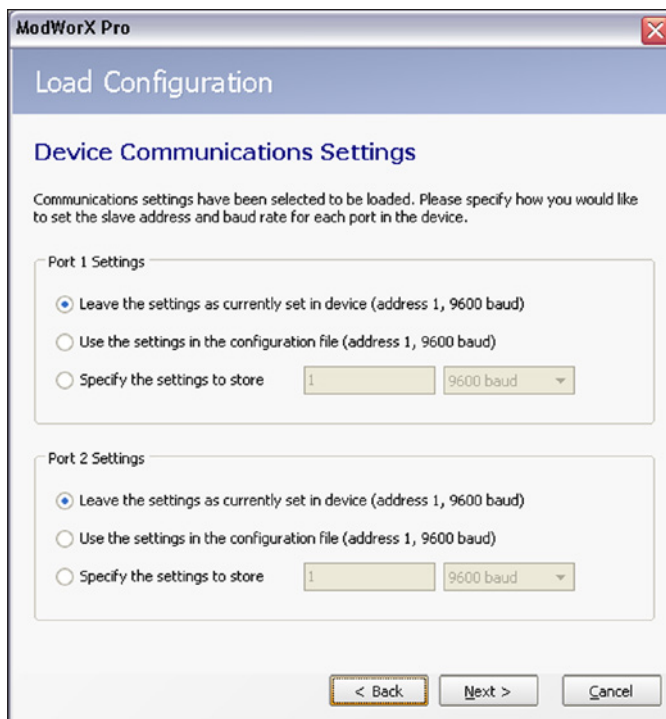 ModWorX Pro
Load Configuration
Device Communications Settings
Communications settings have been selected to be loaded. Please specify how you would like
to set the slave address and baud rate for each port in the device.
Port 1 Settings
Leave the settings as currently set in device (address 1, 9600 baud)
Use the settings in the configuration file (address 1, 9600 baud)
Specify the settings to store 1 9600 baud
Port 2 Settings
Leave the settings as currently set in device (address 1, 9600 baud)
Use the settings in the configuration file (address 1, 9600 baud)
Specify the settings to store 1 9600 baud
< Back Next > Cancel